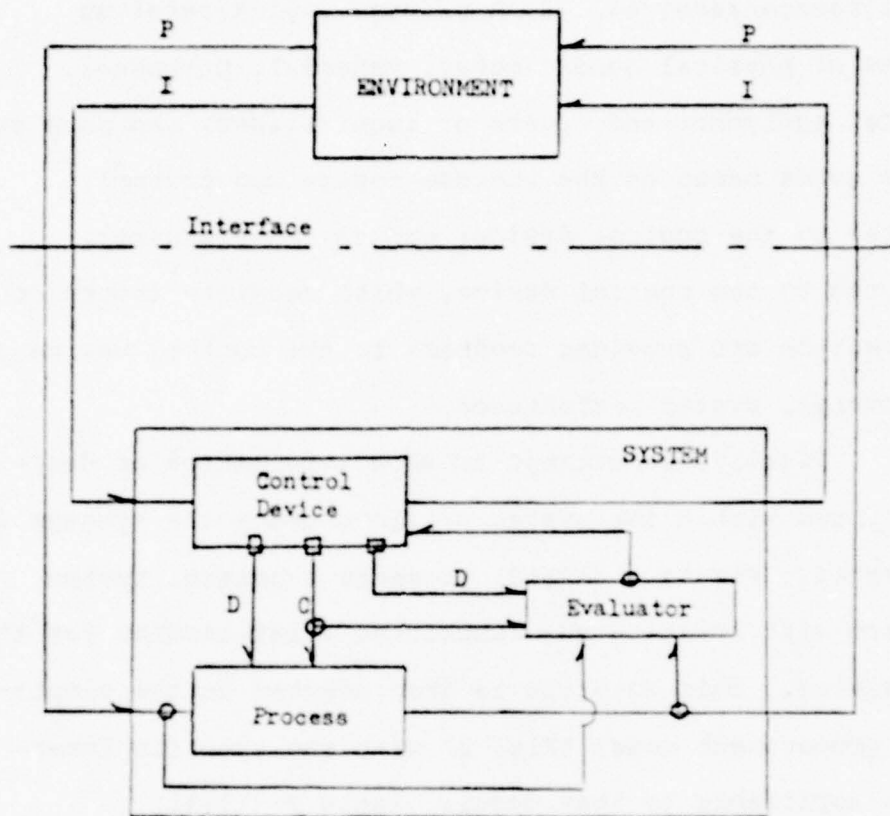 P P
ENVIRONMENT
I I
Interface
SYSTEM
Control
Device
D C D
Evaluator
Process